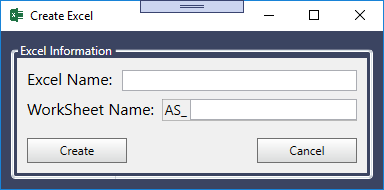 Create Excel
Excel Information
Excel Name:
WorkSheet Name: AS_
Create Cancel